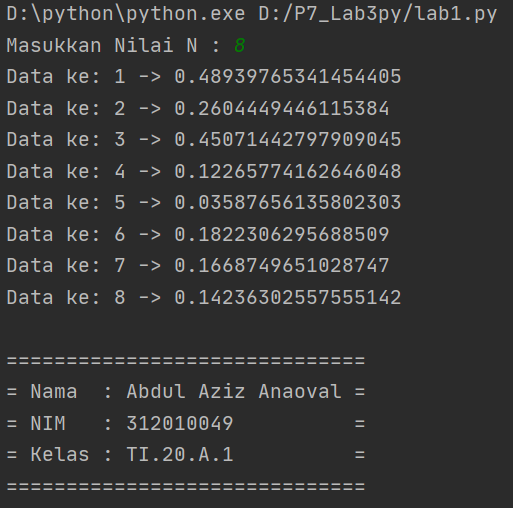 D:\python\python.exe D:/P7_Lab3py/lab1.py
Masukkan Nilai N : 8
Data ke: 1 -> 0.48939765341454405
Data ke: 2 -> 0.2604449446115384
Data ke: 3 -> 0.45071442797909045
Data ke: 4 -> 0.12265774162646048
Data ke: 5 -> 0.03587656135802303
Data ke: 6 -> 0.1822306295688509
Data ke: 7 -> 0.1668749651028747
Data ke: 8 -> 0.14236302557555142
==============================
= Nama  : Abdul Aziz Anaoval =
= NIM   : 312010049          =
= Kelas : TI.20.A.1          =
==============================